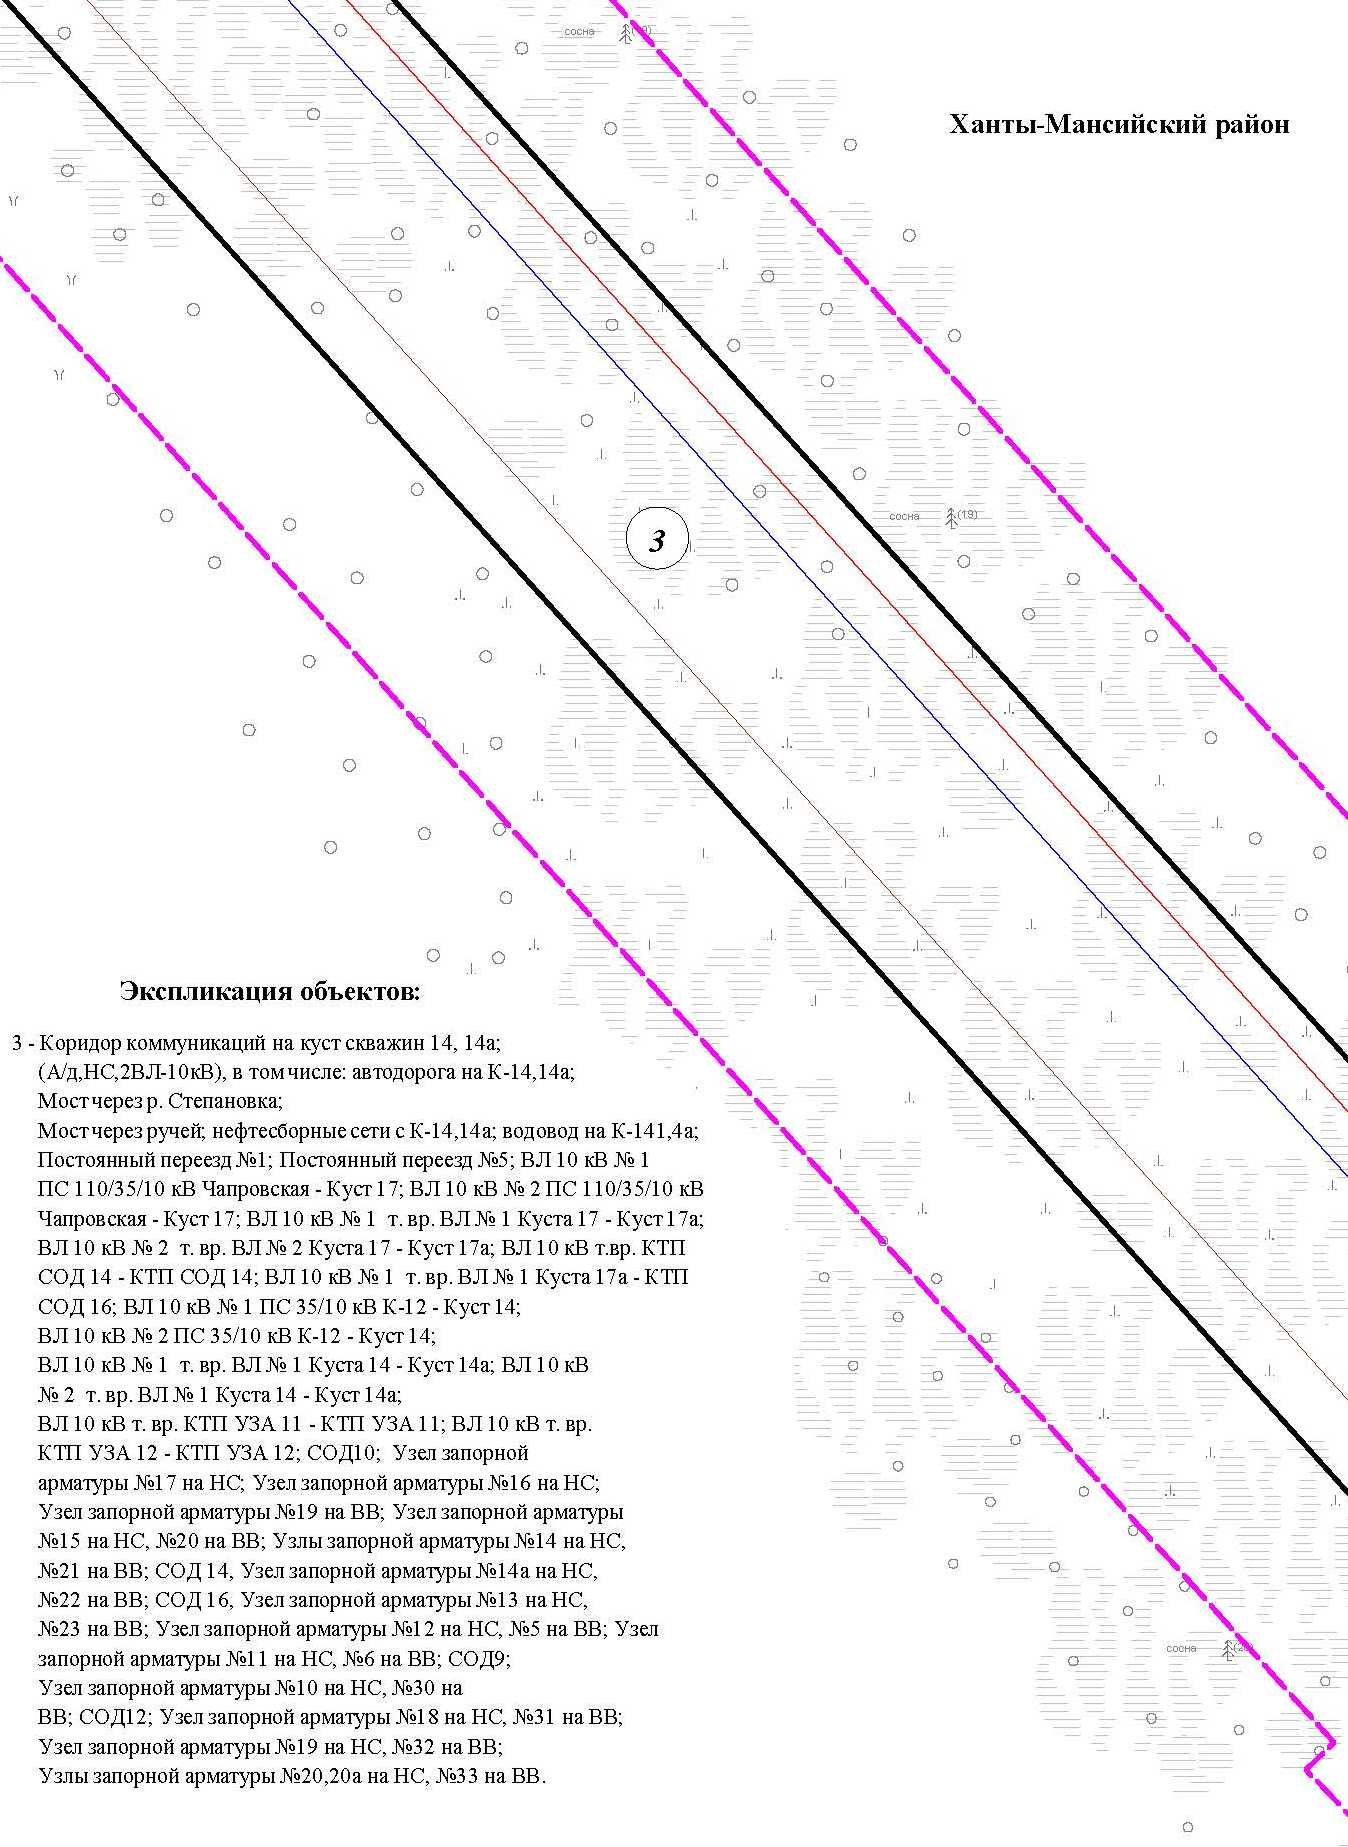 сосна
Ханты-Мансийский район
сосна (19)
3
Экспликация объектов:
3 - Коридор коммуникаций на куст скважин 14, 14а;
(А/д,НС,2ВЛ-10кВ), в том числе: автодорога на К-14,14а;
Мост через р. Степановка;
Мост через ручей; нефтесборные сети с К-14,14а; водовод на К-141,4а;
Постоянный переезд №1; Постоянный переезд №5; ВЛ 10 кВ № 1
ПС 110/35/10 кВ Чапровская - Куст 17; ВЛ 10 кВ № 2 ПС 110/35/10 кВ
Чапровская - Куст 17; ВЛ 10 кВ № 1 т. вр. ВЛ № 1 Куста 17 - Куст 17а;
ВЛ 10 кВ № 2 т. вр. ВЛ № 2 Куста 17 - Куст 17а; ВЛ 10 кВ т.вр. КТП
СОД 14 - КТП СОД 14; ВЛ 10 кВ № 1 т. вр. ВЛ № 1 Куста 17а - КТП
СОД 16; ВЛ 10 кВ № 1 ПС 35/10 кВ К-12 - Куст 14;
ВЛ 10 кВ № 2 ПС 35/10 кВ К-12 - Куст 14;
ВЛ 10 кВ № 1 т. вр. ВЛ № 1 Куста 14 - Куст 14а; ВЛ 10 кВ
№ 2 т. вр. ВЛ № 1 Куста 14 - Куст 14а;
ВЛ 10 кВ т. вр. КТП УЗА 11 - КТП УЗА 11; ВЛ 10 кВ т. вр.
КТП УЗА 12 - КТП УЗА 12; СОД10; Узел запорной
арматуры №17 на НС; Узел запорной арматуры №16 на НС;
Узел запорной арматуры №19 на ВВ; Узел запорной арматуры
№15 на НС, №20 на ВВ; Узлы запорной арматуры №14 на НС,
№21 на ВВ; СОД 14, Узел запорной арматуры №14а на НС,
№22 на ВВ; СОД 16, Узел запорной арматуры №13 на НС,
№23 на ВВ; Узел запорной арматуры №12 на НС, №5 на ВВ; Узел
запорной арматуры №11 на НС, №6 на ВВ; СОД9;
Узел запорной арматуры №10 на НС, №30 на
ВВ; СОД12; Узел запорной арматуры №18 на НС, №31 на ВВ;
Узел запорной арматуры №19 на НС, №32 на ВВ;
Узлы запорной арматуры №20,20а на НС, №33 на ВВ.
сосна